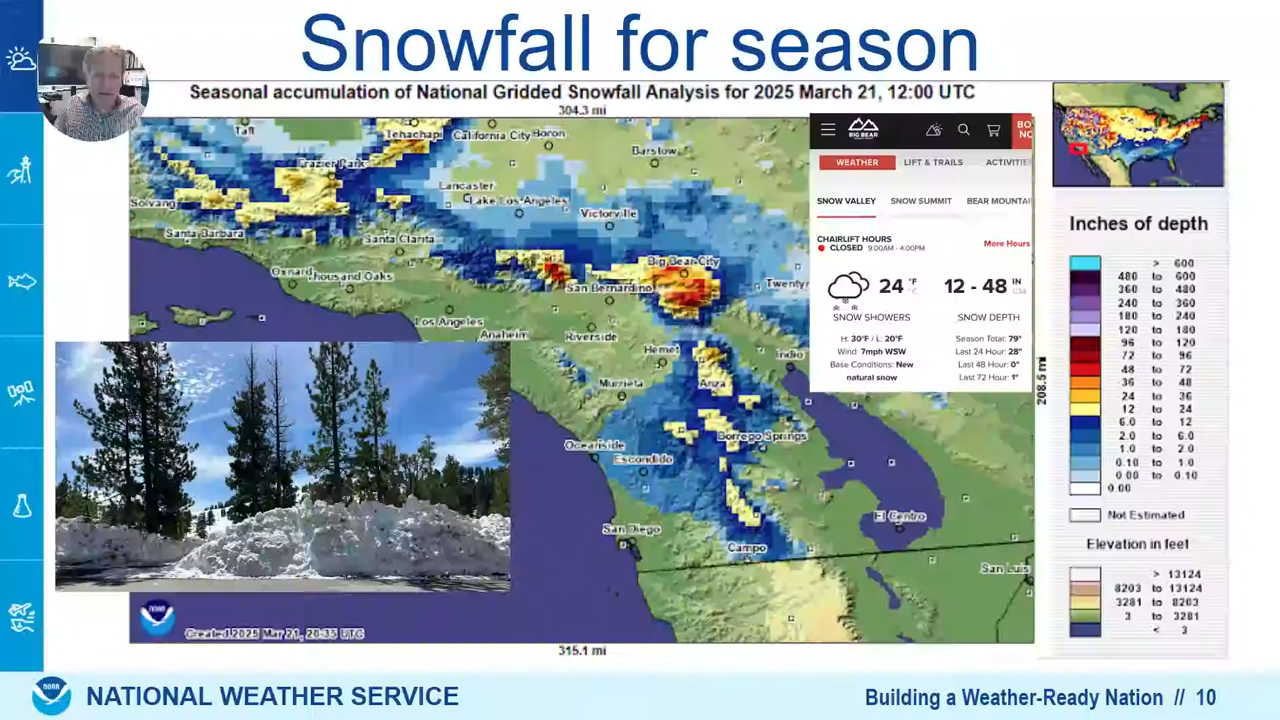 Snowfall for season
Seasonal accumulation of National Gridded Snowfall Analysis for 2025 March 21, 12:00 UTC
304.3 mi
Taft
Tehachapi
California City
Boron
Barstow
Frazier Park
Lancaster
Lake Los Angeles
Victorville
Solvang
Santa Barbara
Santa Clarita
Big Bear City
Oxnard
Thousand Oaks
San Bernardino
Twenty
Los Angeles
Anaheim
Riverside
Hemet
Indio
Murrieta
Anza
Oceanside
Borrego Springs
Escondido
San Diego
El Centro
Campo
San Luis
208.5 mi
315.1 mi
Created 2025 Mar 21, 20:35 UTC
BIG BEAR
BO
NO
WEATHER
LIFT & TRAILS
ACTIVITIE
SNOW VALLEY
SNOW SUMMIT
BEAR MOUNTAI
CHAIRLIFT HOURS
CLOSED 9:00AM - 4:00PM
More Hours
24 °F
°C
12 - 48 IN
CM
SNOW SHOWERS
SNOW DEPTH
H: 30°F / L: 20°F
Wind: 7mph WSW
Base Conditions: New
natural snow
Season Total: 79"
Last 24 Hour: 28"
Last 48 Hour: 0"
Last 72 Hour: 1"
Inches of depth
> 600
480 to 600
360 to 480
240 to 360
180 to 240
120 to 180
96 to 120
72 to 96
48 to 72
36 to 48
24 to 36
12 to 24
6.0 to 12
2.0 to 6.0
1.0 to 2.0
0.10 to 1.0
0.00 to 0.10
0.00
Not Estimated
Elevation in feet
> 13124
8203 to 13124
3281 to 8203
3 to 3281
< 3
NOAA
NATIONAL WEATHER SERVICE
Building a Weather-Ready Nation // 10